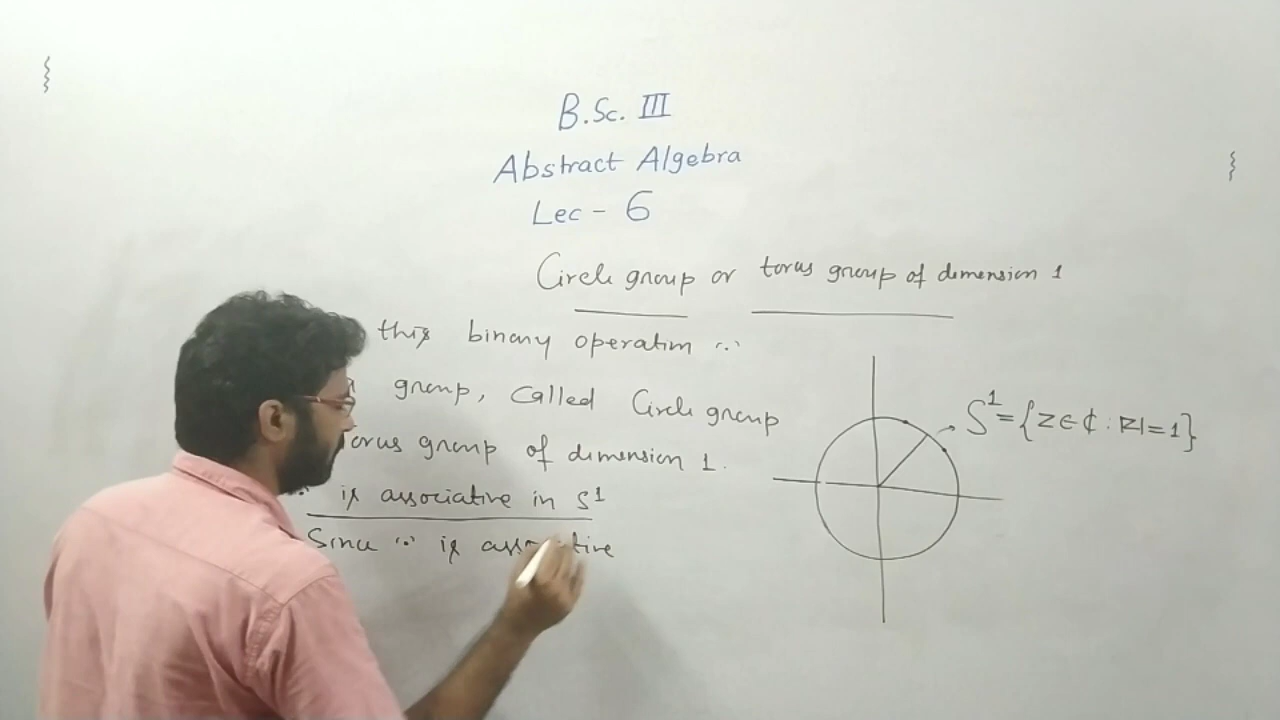 B.Sc. III
Abstract Algebra
Lec - 6
Circle group or torus group of dimension 1
this binary operation '.'
group, called Circle group
torus group of dimension 1.
'.' is associative in S¹
Since '.' is associative
S¹ = {z ∈ ℂ : |z| = 1}